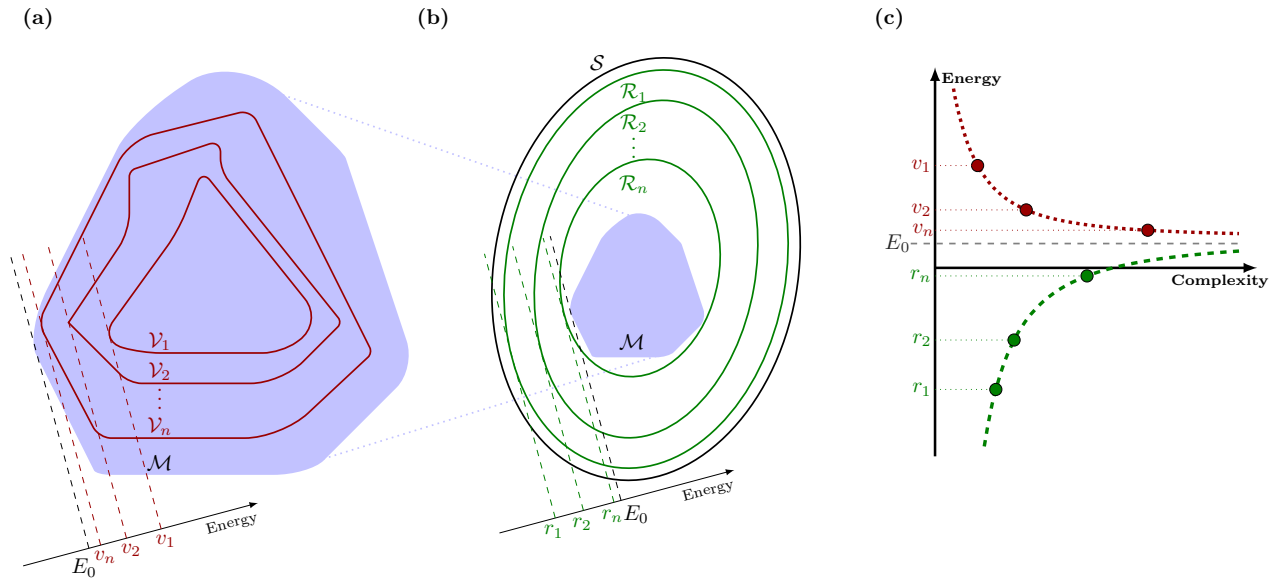 (a)
𝒱₁
𝒱₂
𝒱ₙ
ℳ
Energy
E₀
vₙ
v₂
v₁
(b)
𝒮
ℛ₁
ℛ₂
ℛₙ
ℳ
Energy
r₁
r₂
rₙ
E₀
(c)
Energy
v₁
v₂
vₙ
E₀
rₙ
Complexity
r₂
r₁